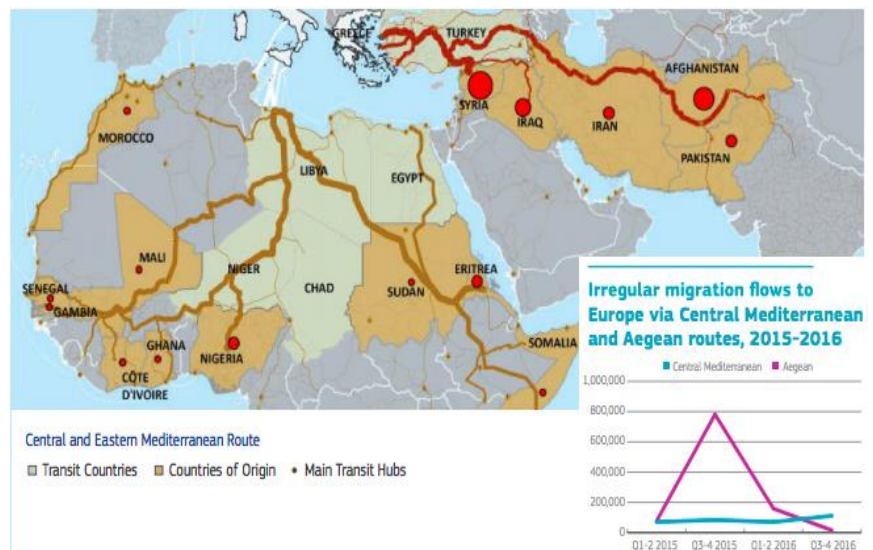 GREECE
TURKEY
AFGHANISTAN
SYRIA
IRAQ
IRAN
PAKISTAN
MOROCCO
LIBYA
EGYPT
MALI
NIGER
CHAD
SUDAN
ERITREA
SENEGAL
GAMBIA
GHANA
NIGERIA
SOMALIA
CÔTE
D'IVOIRE
Central and Eastern Mediterranean Route
Transit Countries
Countries of Origin
Main Transit Hubs
Irregular migration flows to
Europe via Central Mediterranean
and Aegean routes, 2015-2016
Central Mediterranean
Aegean
1,000,000
800,000
600,000
400,000
200,000
0
Q1-2 2015
Q3-4 2015
Q1-2 2016
Q3-4 2016